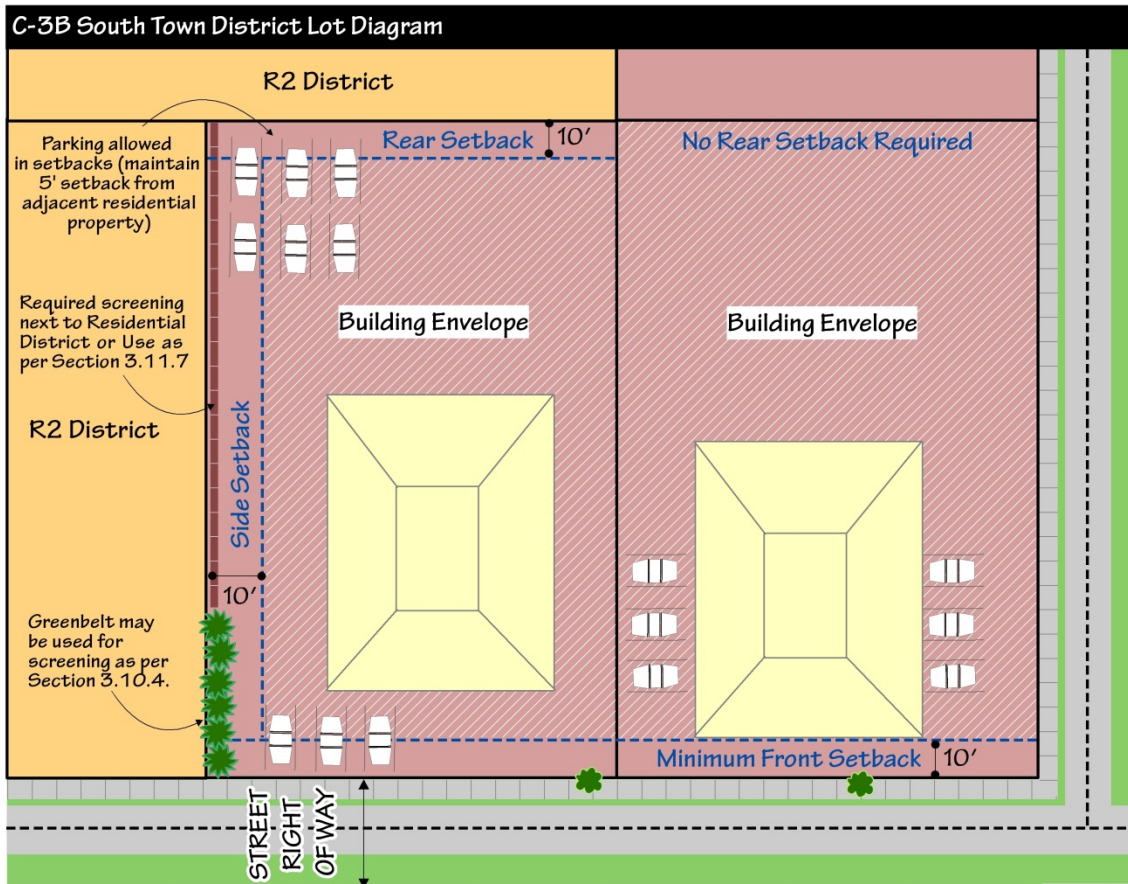 C-3B South Town District Lot Diagram
R2 District
Parking allowed
in setbacks (maintain
5' setback from
adjacent residential
property)
Rear Setback
10'
No Rear Setback Required
Required screening
next to Residential
District or Use as
per Section 3.11.7
Building Envelope
Building Envelope
R2 District
Side Setback
10'
Greenbelt may
be used for
screening as per
Section 3.10.4.
Minimum Front Setback
10'
STREET
RIGHT
OF WAY